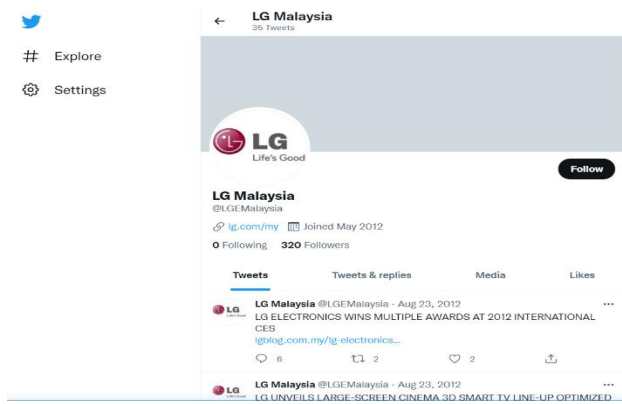 LG Malaysia
35 Tweets
Explore
Settings
LG
Life's Good
Follow
LG Malaysia
@LGEMalaysia
lg.com/my Joined May 2012
0 Following 320 Followers
Tweets Tweets & replies Media Likes
LG Malaysia @LGEMalaysia · Aug 23, 2012
LG ELECTRONICS WINS MULTIPLE AWARDS AT 2012 INTERNATIONAL
CES
lgblog.com.my/lg-electronics...
6 2 2
LG Malaysia @LGEMalaysia · Aug 23, 2012
LG UNVEILS LARGE-SCREEN CINEMA 3D SMART TV LINE-UP OPTIMIZED